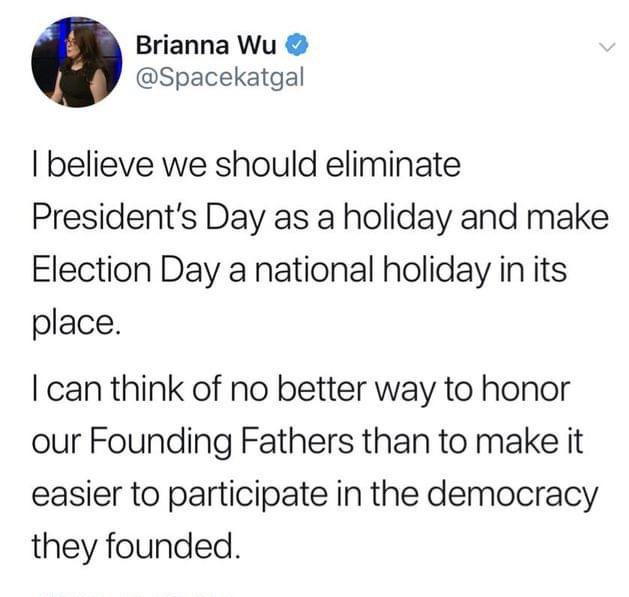 Brianna Wu
@Spacekatgal
I believe we should eliminate
President's Day as a holiday and make
Election Day a national holiday in its
place.
I can think of no better way to honor
our Founding Fathers than to make it
easier to participate in the democracy
they founded.